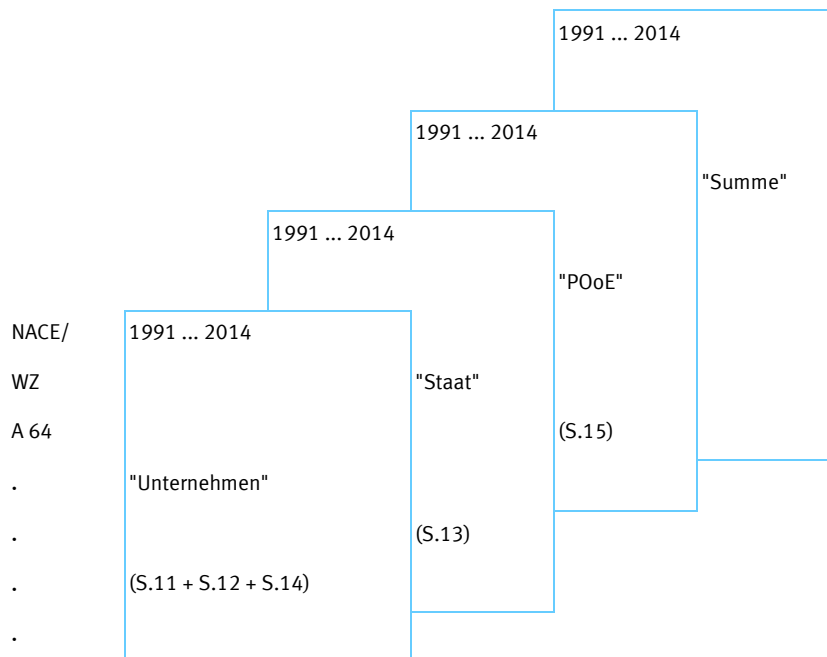 1991 ... 2014
1991 ... 2014
"Summe"
1991 ... 2014
"POoE"
NACE/ 1991 ... 2014
WZ "Staat"
A 64 (S.15)
. "Unternehmen"
. (S.13)
. (S.11 + S.12 + S.14)
.